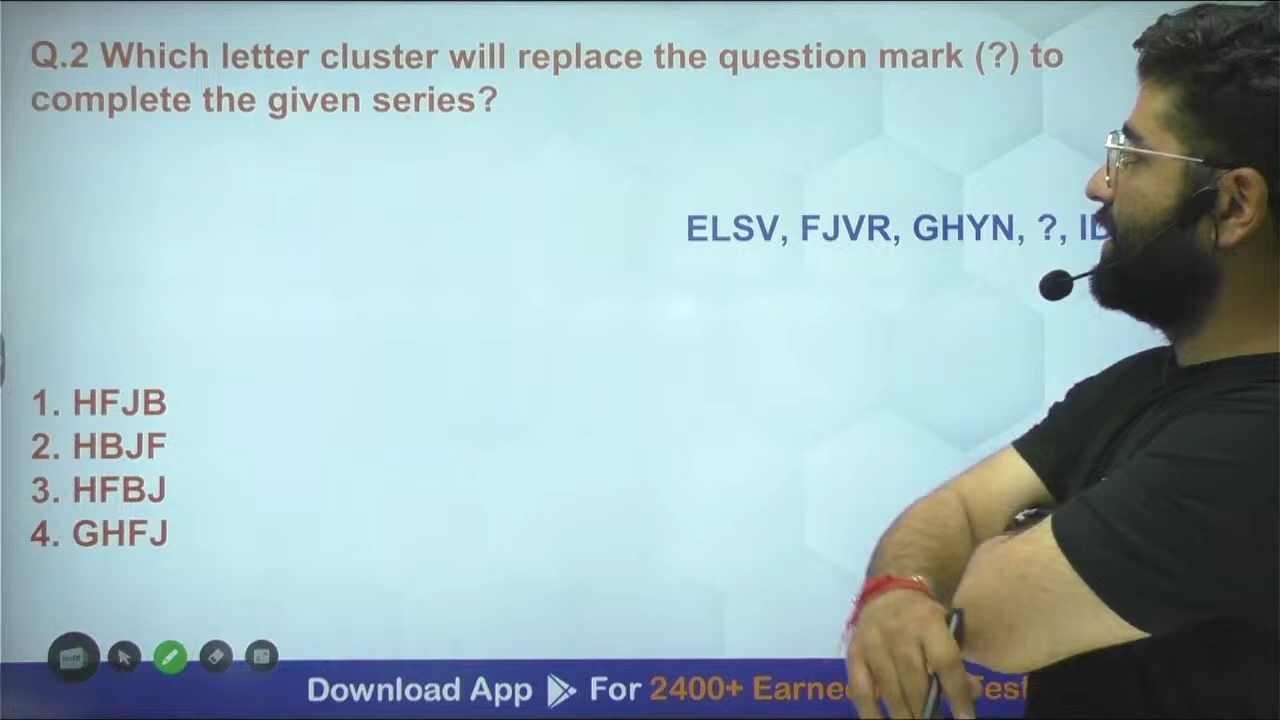 Q.2 Which letter cluster will replace the question mark (?) to
complete the given series?
ELSV, FJVR, GHYN, ?,
1. HFJB
2. HBJF
3. HFBJ
4. GHFJ
Download App For 2400+